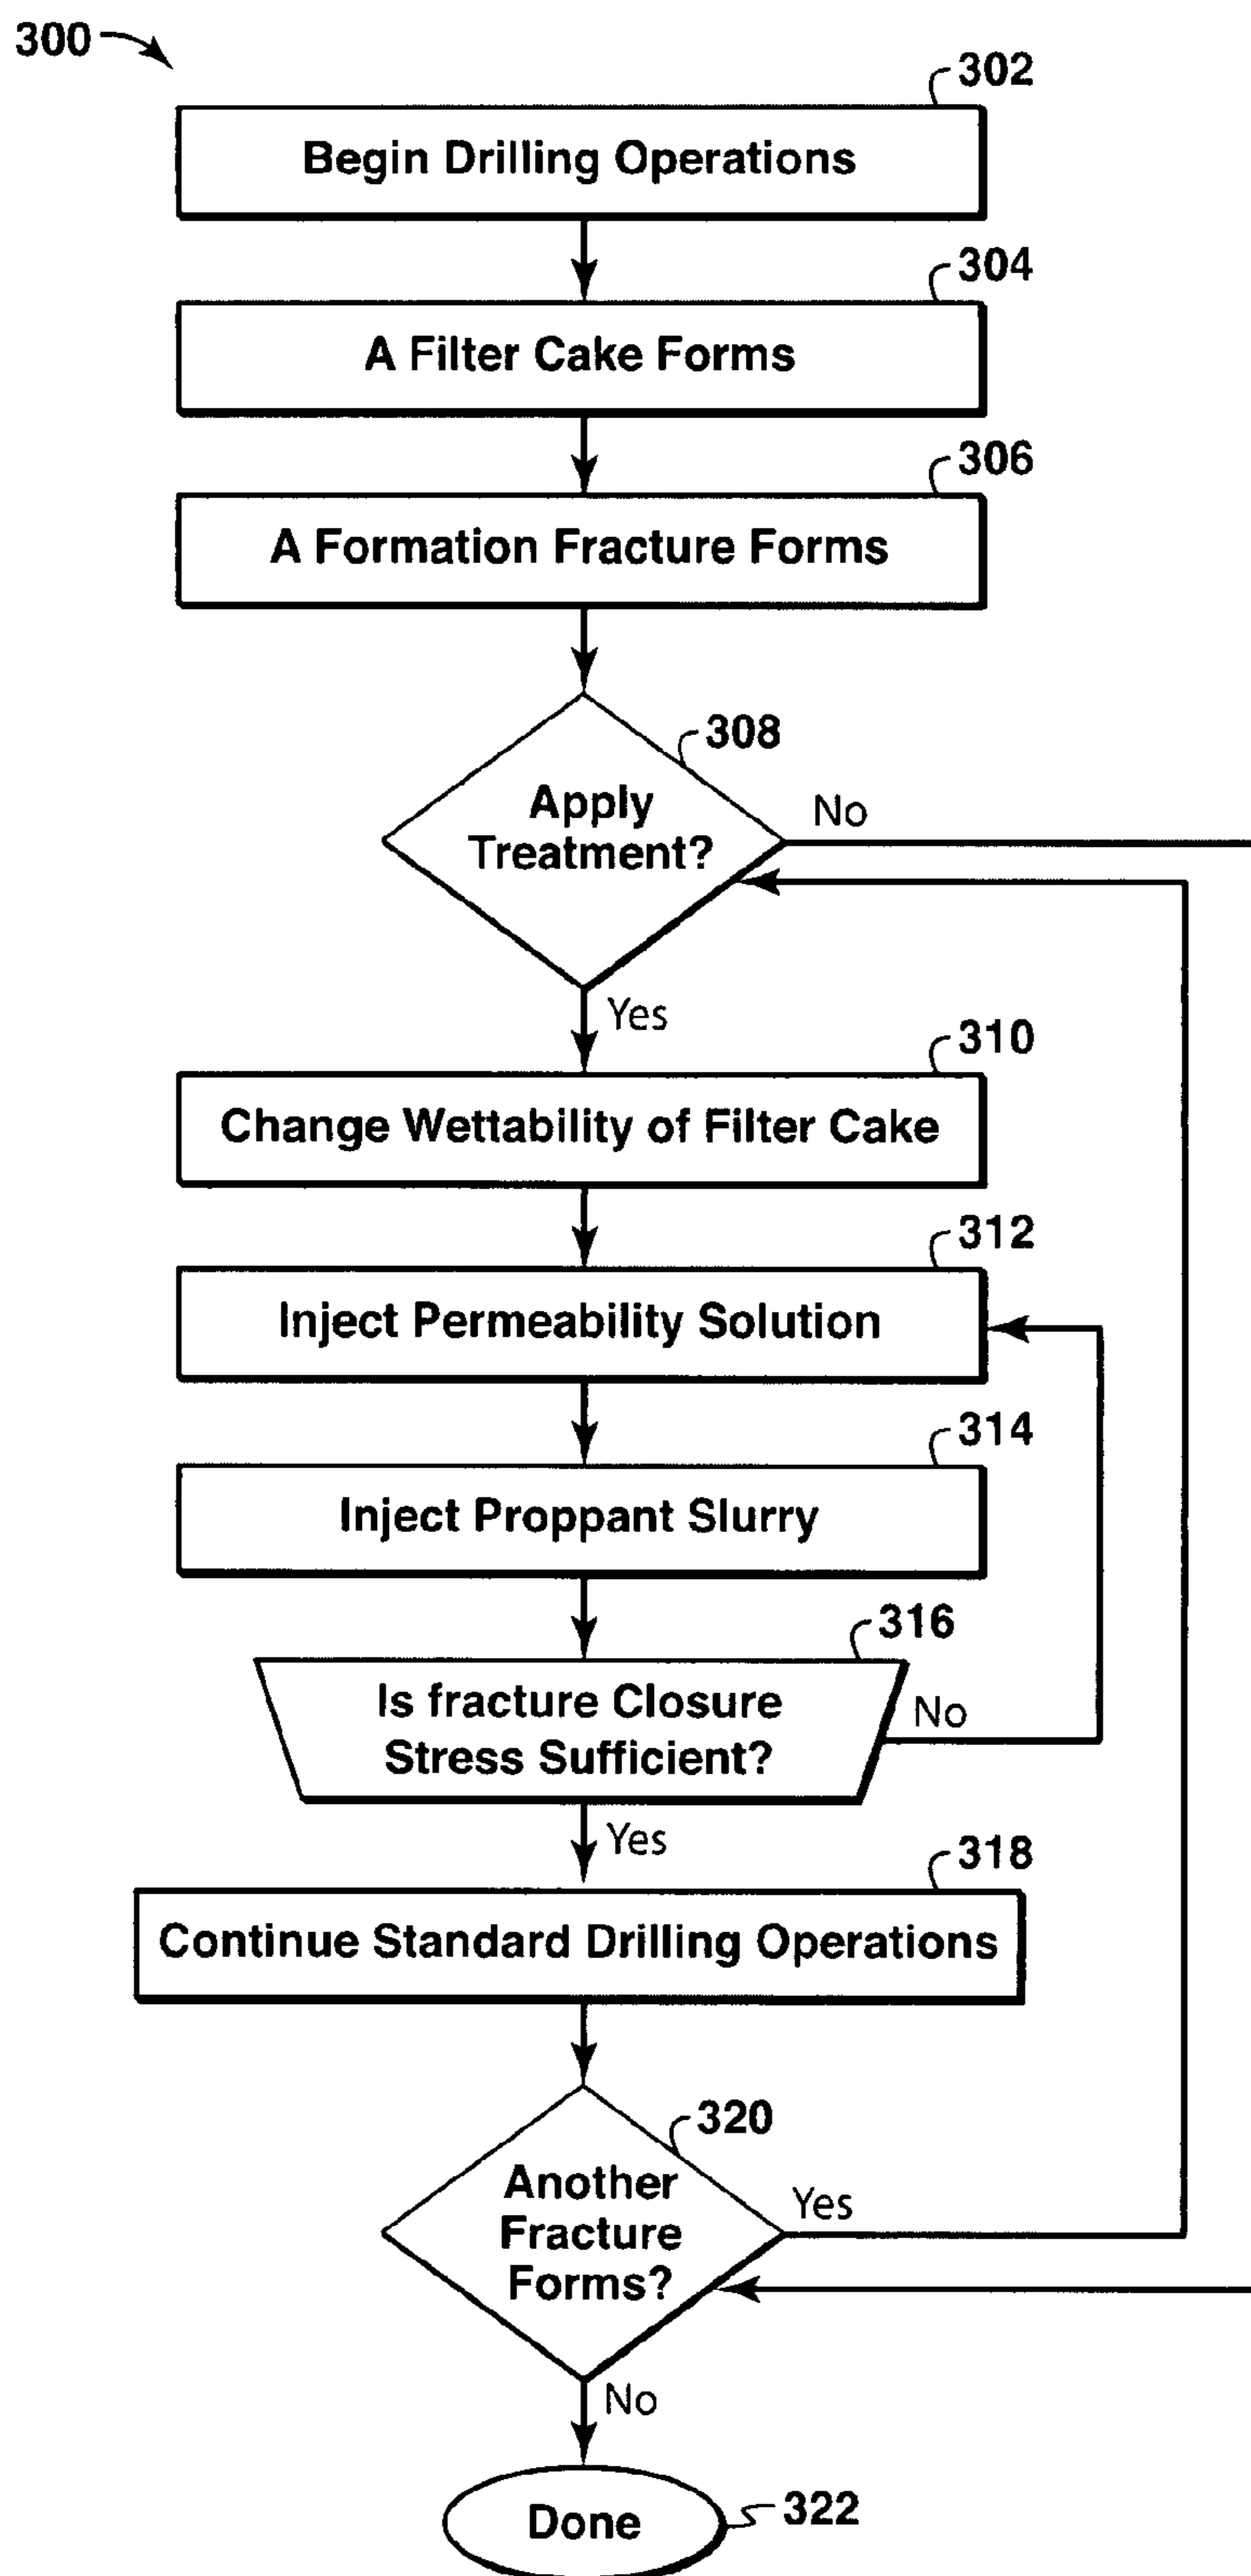 300
302
Begin Drilling Operations
304
A Filter Cake Forms
306
A Formation Fracture Forms
308
Apply
Treatment?
No
Yes
310
Change Wettability of Filter Cake
312
Inject Permeability Solution
314
Inject Proppant Slurry
316
Is fracture Closure
Stress Sufficient?
No
Yes
318
Continue Standard Drilling Operations
320
Another
Fracture
Forms?
Yes
No
Done
322